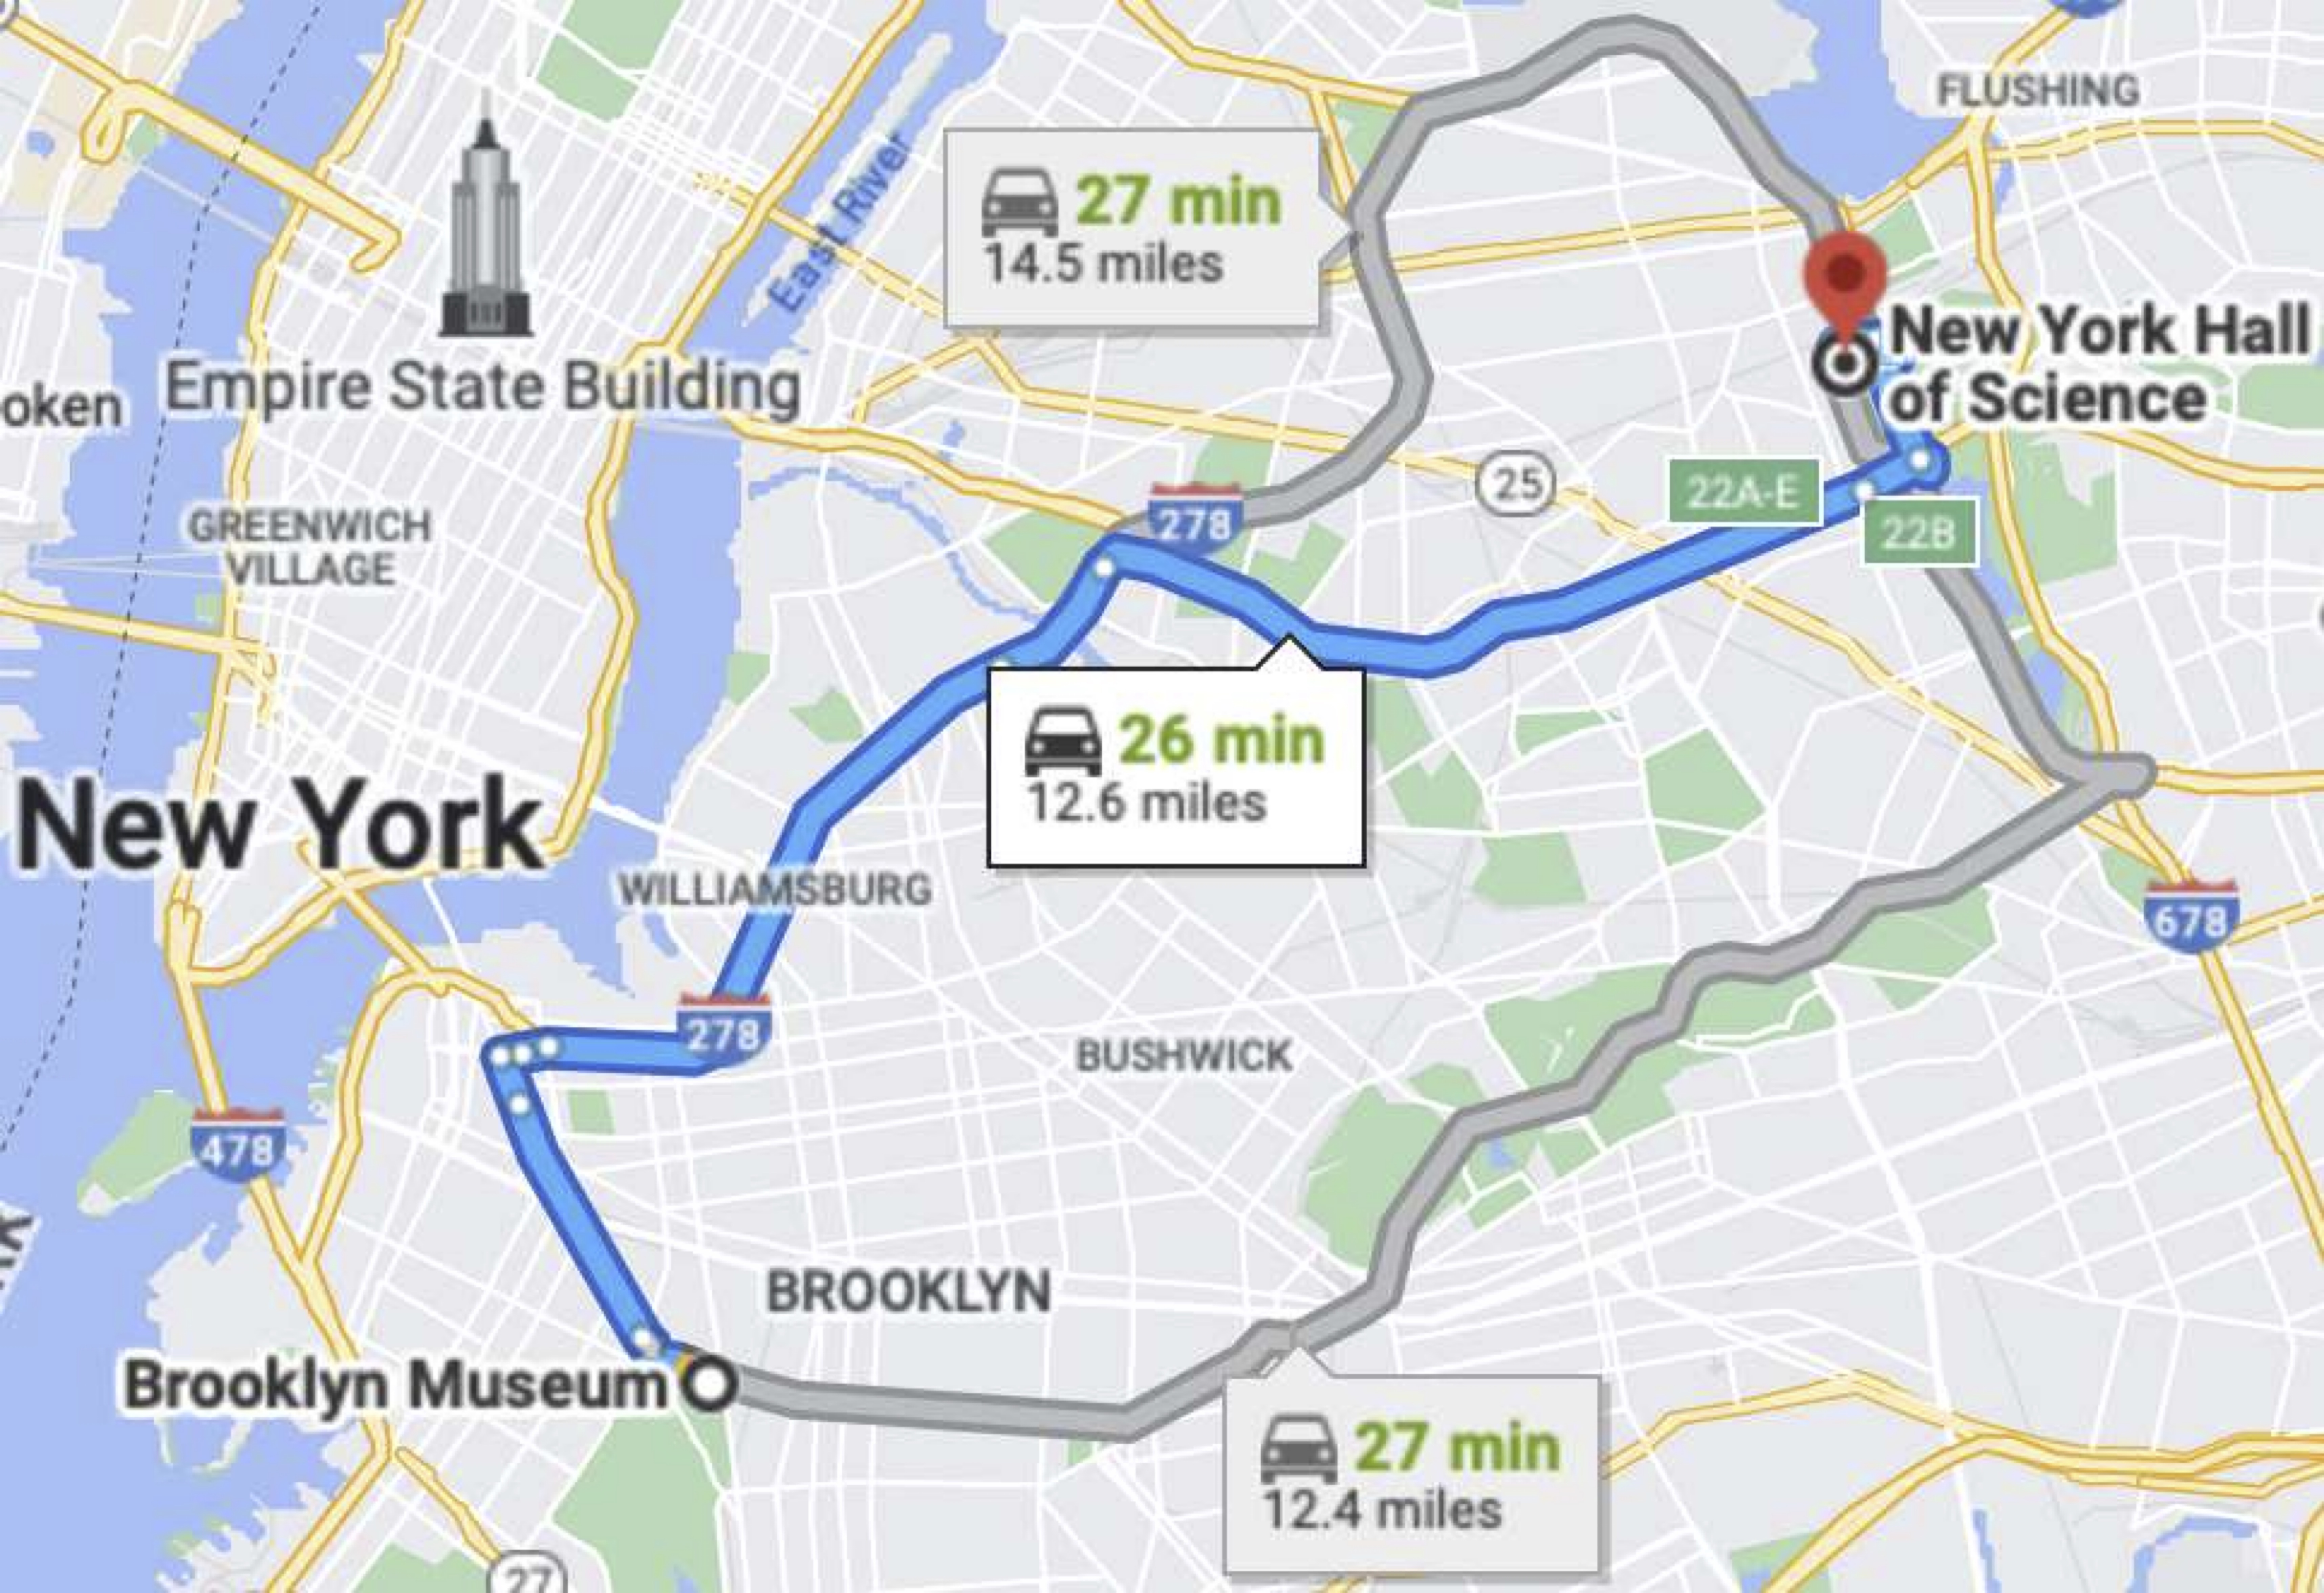 FLUSHING
27 min
14.5 miles
East River
New York Hall
of Science
Empire State Building
oken
25
22A-E
278
22B
GREENWICH
VILLAGE
26 min
12.6 miles
New York
WILLIAMSBURG
678
278
BUSHWICK
478
BROOKLYN
Brooklyn Museum
27 min
12.4 miles
27